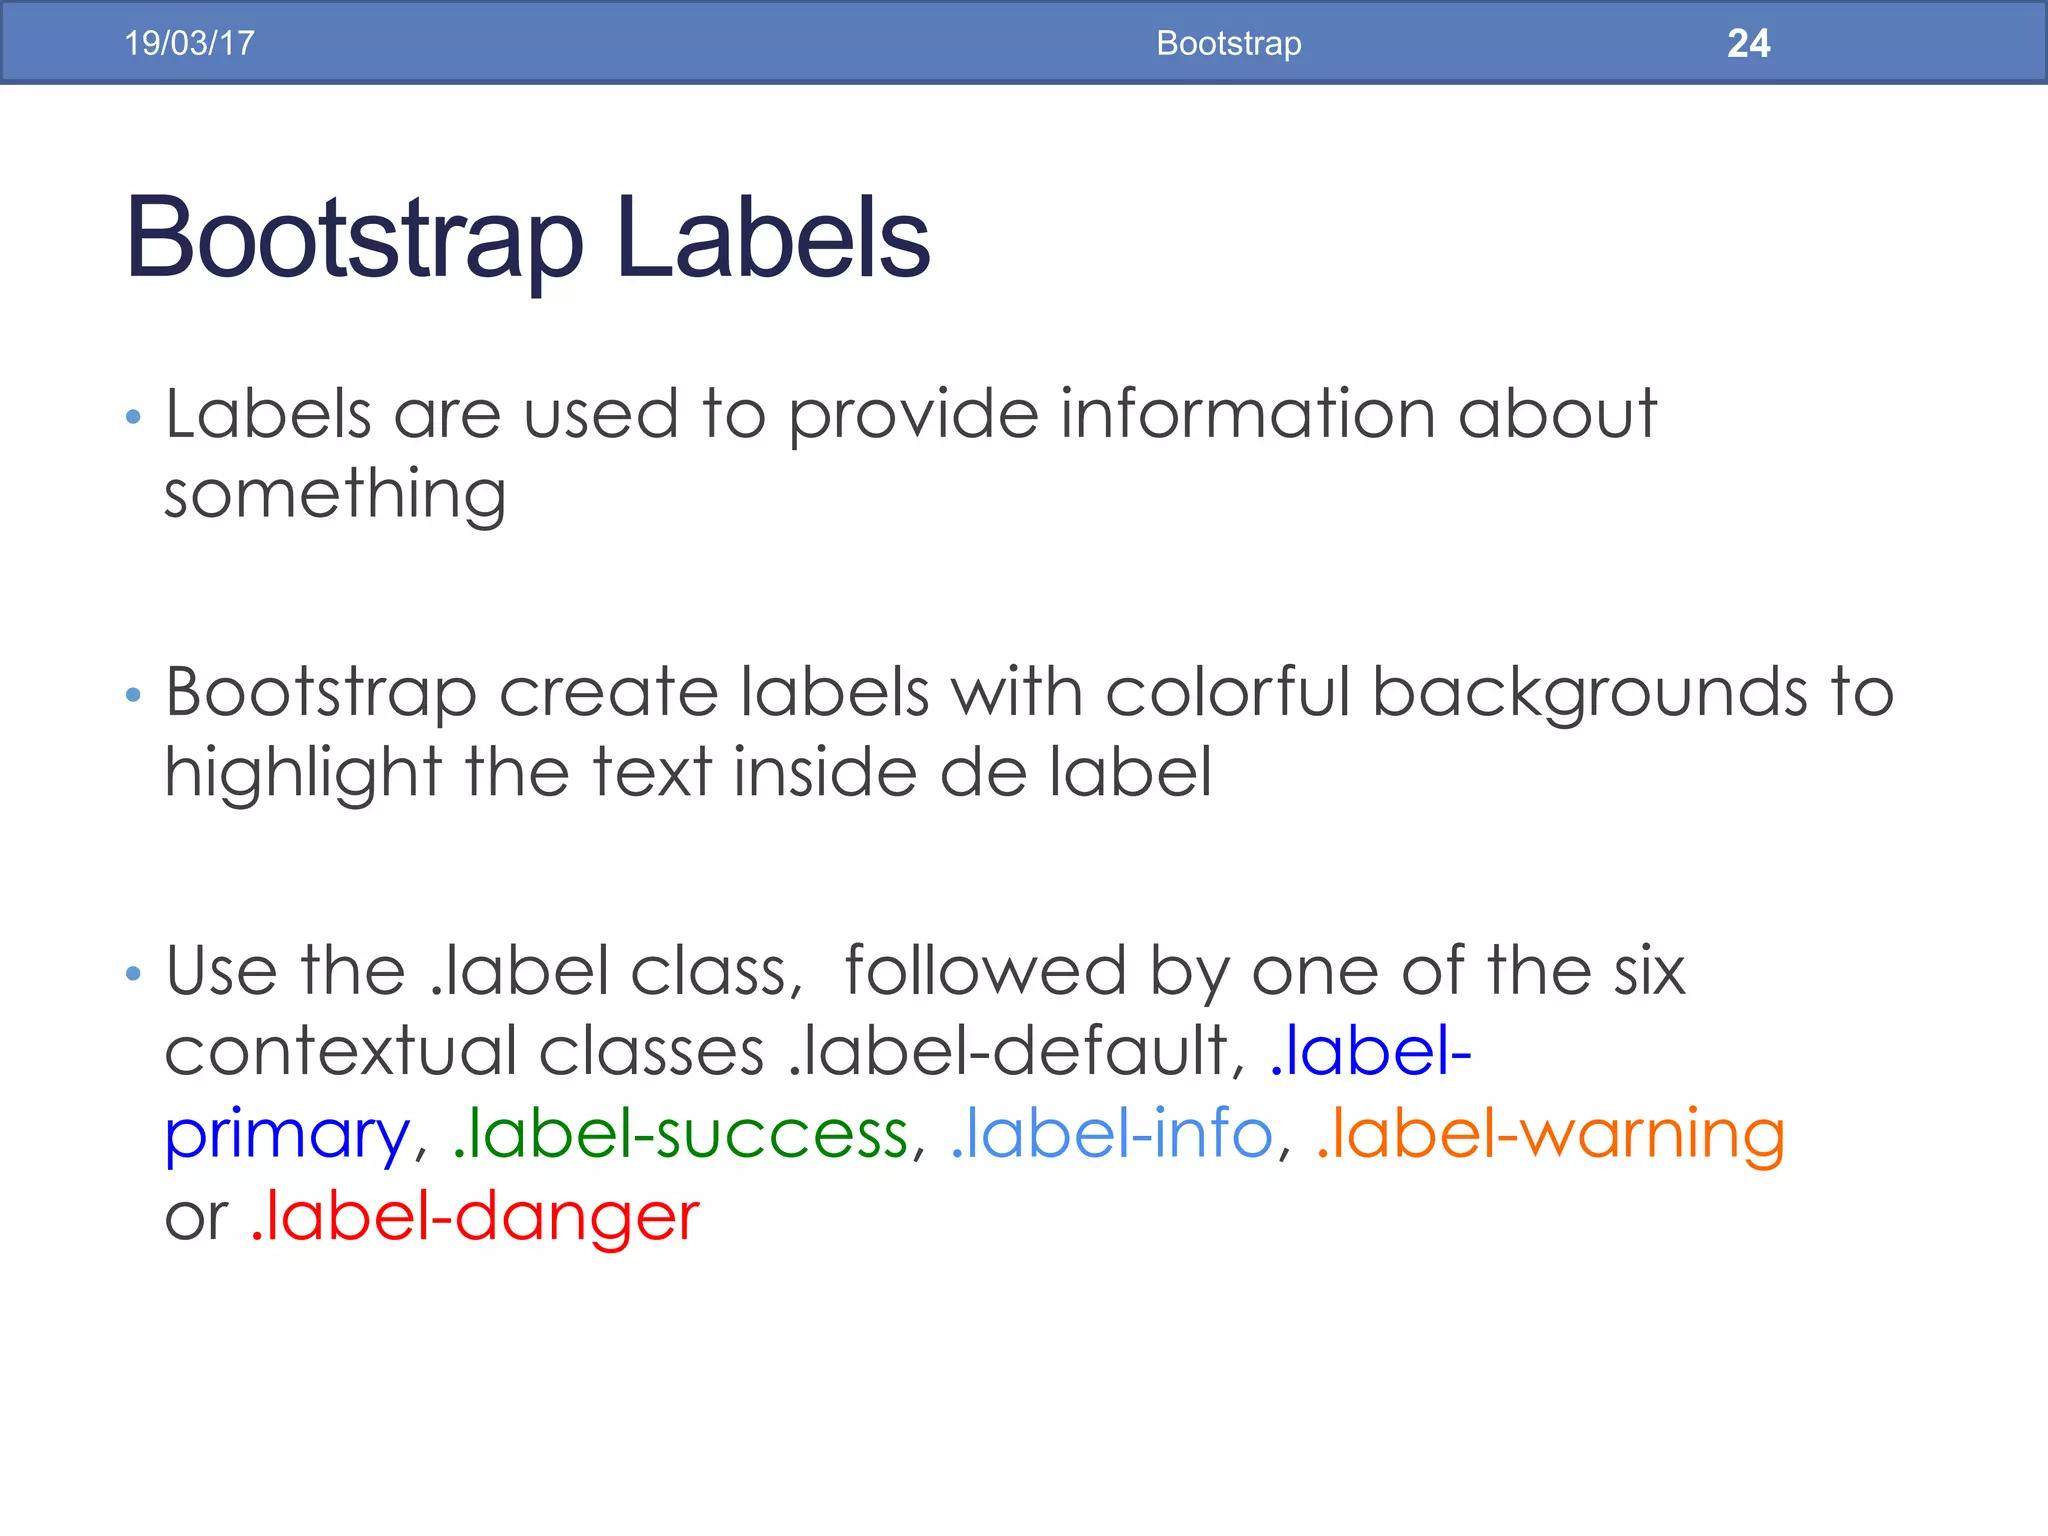 19/03/17 Bootstrap 24
Bootstrap Labels
• Labels are used to provide information about
something
• Bootstrap create labels with colorful backgrounds to
highlight the text inside de label
• Use the .label class,  followed by one of the six
contextual classes .label-default, .label-
primary, .label-success, .label-info, .label-warning
or .label-danger